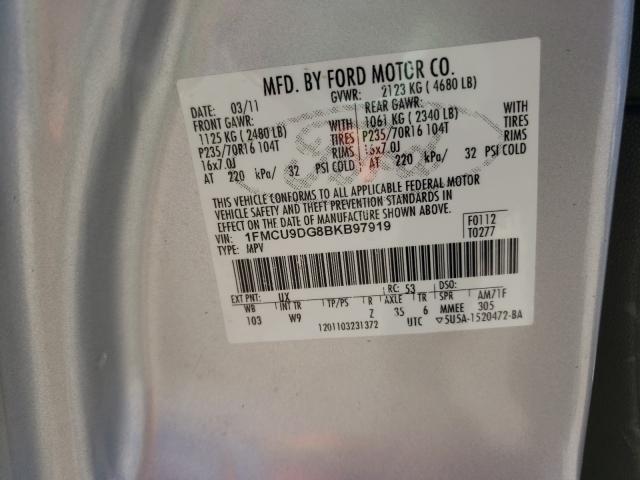 MFD. BY FORD MOTOR CO.
DATE: 03/11 GVWR: 2123 KG ( 4680 LB)
FRONT GAWR: REAR GAWR: WITH
1125 KG ( 2480 LB) WITH 1061 KG ( 2340 LB) TIRES
P235/70R16 104T TIRES P235/70R16 104T RIMS
16x7.0J RIMS 16x7.0J
AT 220 kPa/ 32 PSI COLD AT 220 kPa/ 32 PSI COLD
THIS VEHICLE CONFORMS TO ALL APPLICABLE FEDERAL MOTOR
VEHICLE SAFETY AND THEFT PREVENTION STANDARDS IN
EFFECT ON THE DATE OF MANUFACTURE SHOWN ABOVE.
VIN: 1FMCU9DG8BKB97919 F0112
TYPE: MPV T0277
EXT PNT: UX RC: 53 DSO:
WB INT TR TP/PS R AXLE TR SPR AM71F
103 W9 Z 35 6 MMEE 305
1201103231372 UTC 5U5A-1520472-BA